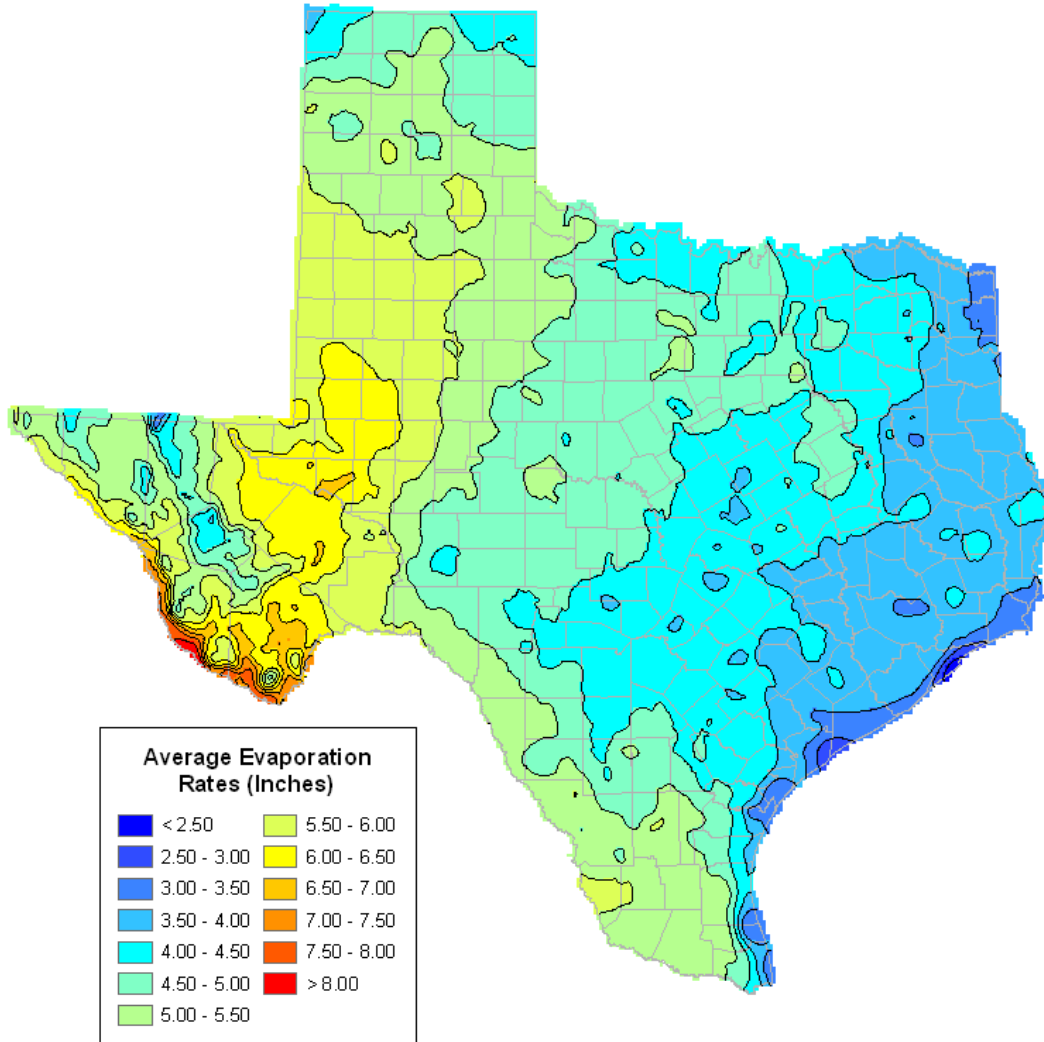 Average Evaporation
Rates (Inches)
< 2.50
2.50 - 3.00
3.00 - 3.50
3.50 - 4.00
4.00 - 4.50
4.50 - 5.00
5.00 - 5.50
5.50 - 6.00
6.00 - 6.50
6.50 - 7.00
7.00 - 7.50
7.50 - 8.00
> 8.00